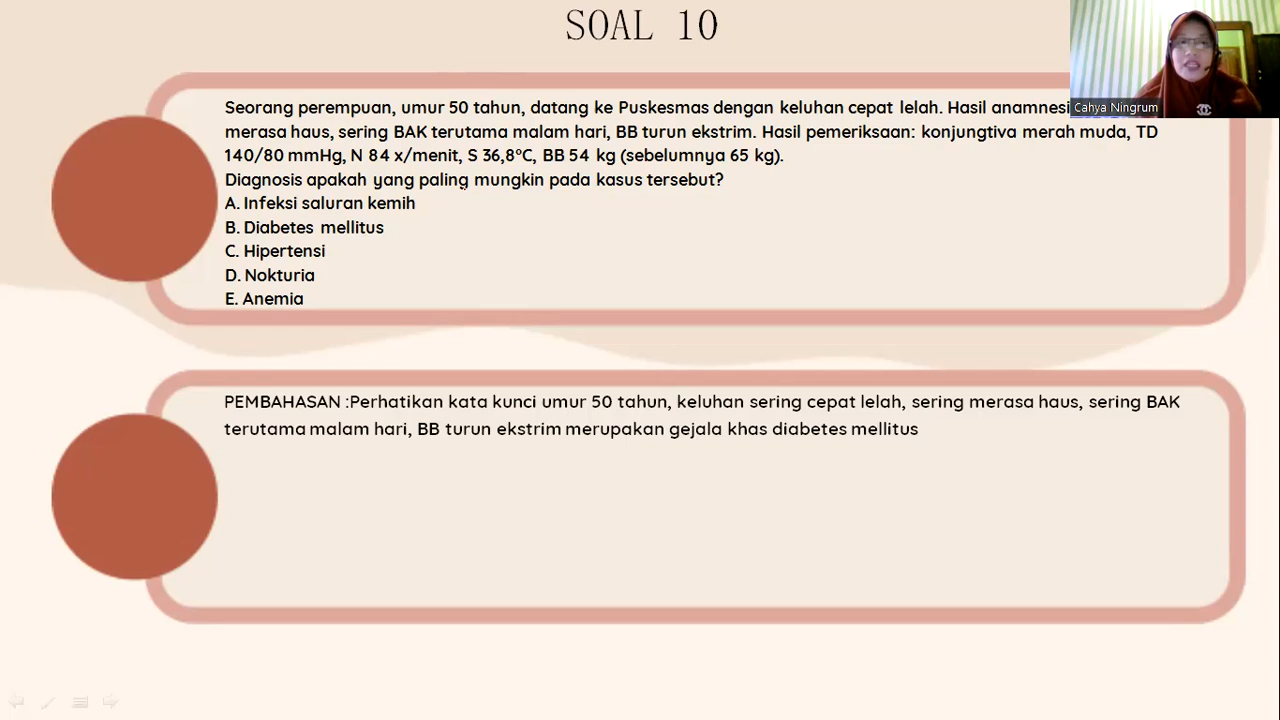 SOAL 10
Cahya Ningrum
Seorang perempuan, umur 50 tahun, datang ke Puskesmas dengan keluhan cepat lelah. Hasil
merasa haus, sering BAK terutama malam hari, BB turun ekstrim. Hasil pemeriksaan: konjungtiva merah muda, TD
140/80 mmHg, N 84 x/menit, S 36,8°C, BB 54 kg (sebelumnya 65 kg).
Diagnosis apakah yang paling mungkin pada kasus tersebut?
A. Infeksi saluran kemih
B. Diabetes mellitus
C. Hipertensi
D. Nokturia
E. Anemia
PEMBAHASAN :Perhatikan kata kunci umur 50 tahun, keluhan sering cepat lelah, sering merasa haus, sering BAK
terutama malam hari, BB turun ekstrim merupakan gejala khas diabetes mellitus